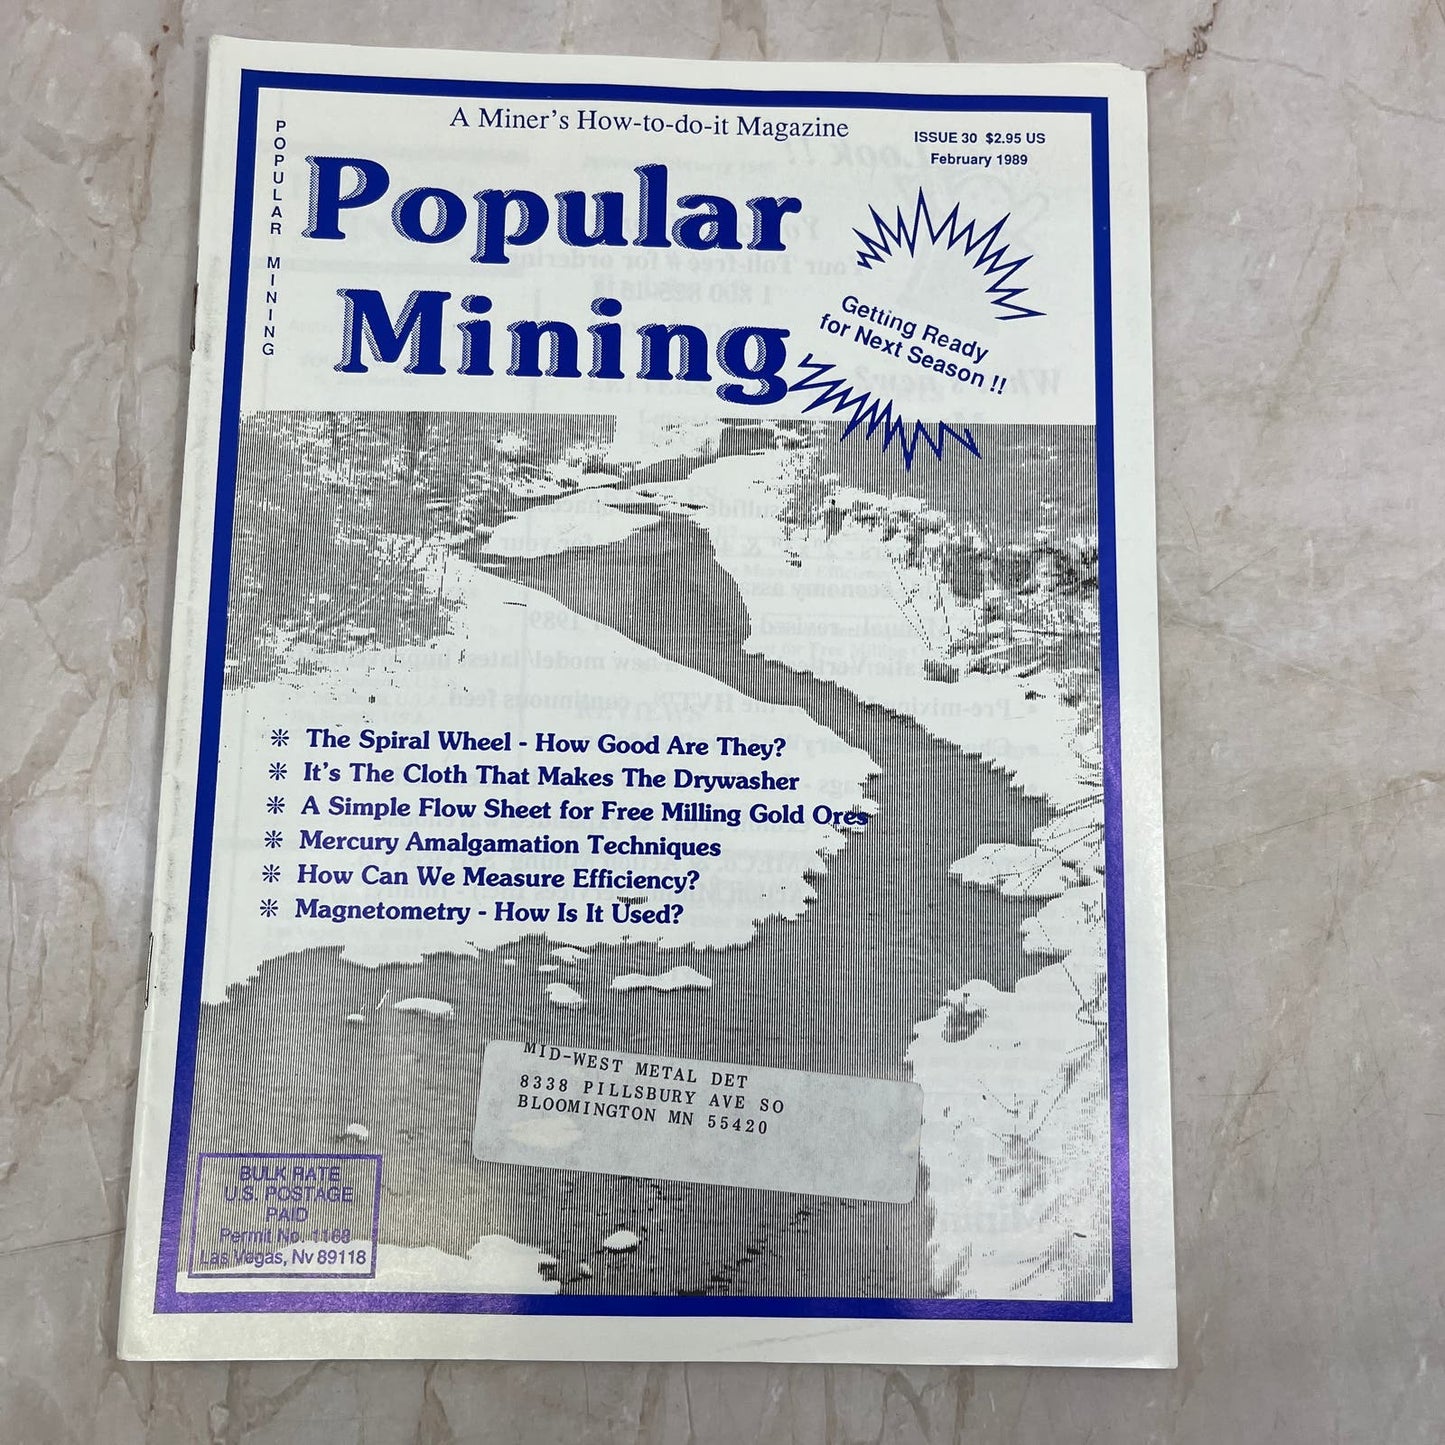 A Miner's How-to-do-it Magazine
ISSUE 30 $2.95 US
February 1989
POPULAR MINING
Popular
Mining
Getting Ready
for Next Season !!
❊ The Spiral Wheel - How Good Are They?
❊ It's The Cloth That Makes The Drywasher
❊ A Simple Flow Sheet for Free Milling Gold Ores
❊ Mercury Amalgamation Techniques
❊ How Can We Measure Efficiency?
❊ Magnetometry - How Is It Used?
MID-WEST METAL DET
8338 PILLSBURY AVE SO
BLOOMINGTON MN 55420
BULK RATE
U.S. POSTAGE
PAID
Permit No. 1168
Las Vegas, Nv 89118